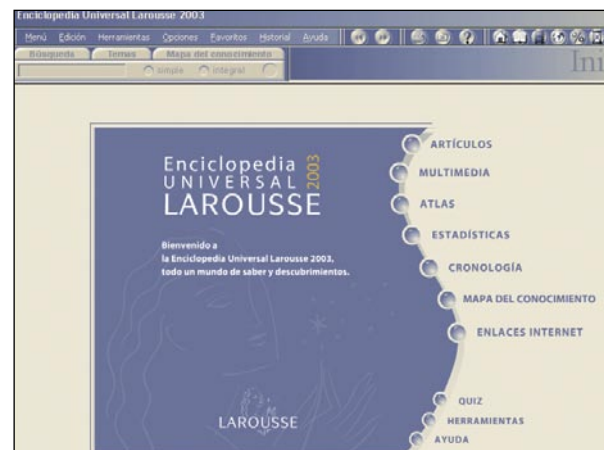 Enciclopedia Universal Larousse 2003
Menú Edición Herramientas Opciones Favoritos Historial Ayuda
Búsqueda Temas Mapa del conocimiento
simple integral
Ini
Enciclopedia
UNIVERSAL 2003
LAROUSSE
Bienvenido a
la Enciclopedia Universal Larousse 2003,
todo un mundo de saber y descubrimientos.
LAROUSSE
ARTÍCULOS
MULTIMEDIA
ATLAS
ESTADÍSTICAS
CRONOLOGÍA
MAPA DEL CONOCIMIENTO
ENLACES INTERNET
QUIZ
HERRAMIENTAS
AYUDA